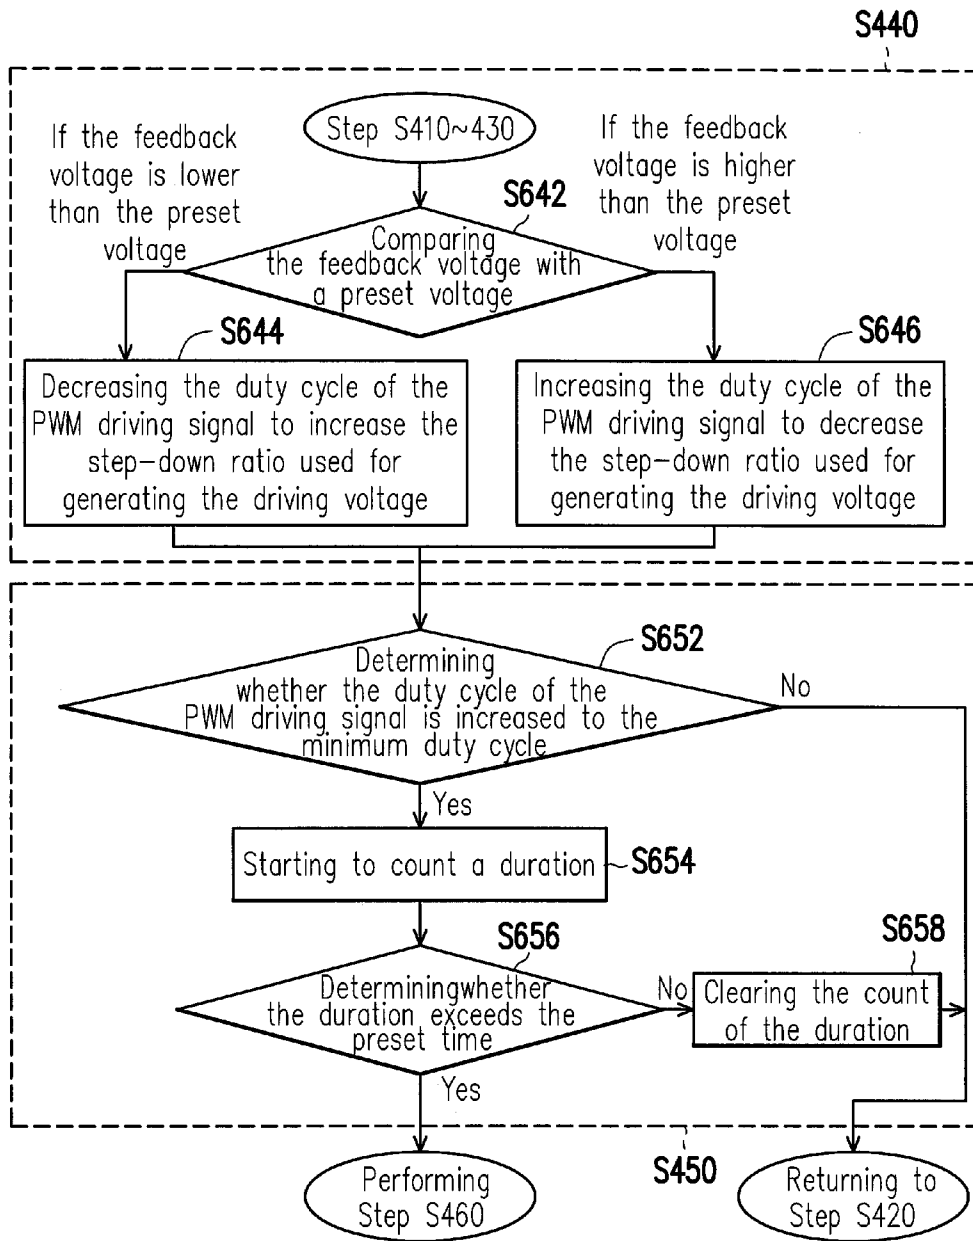 S440
Step S410~430
If the feedback
voltage is lower
than the preset
voltage
If the feedback
voltage is higher
than the preset
voltage
S642
Comparing
the feedback voltage with
a preset voltage
S644
Decreasing the duty cycle of the
PWM driving signal to increase the
step-down ratio used for
generating the driving voltage
S646
Increasing the duty cycle of the
PWM driving signal to decrease
the step-down ratio used for
generating the driving voltage
S652
Determining
whether the duty cycle of the
PWM driving signal is increased to the
minimum duty cycle
No
Yes
Starting to count a duration
S654
S656
Determiningwhether
the duration exceeds the
preset time
No
S658
Clearing the count
of the duration
Yes
S450
Performing
Step S460
Returning to
Step S420